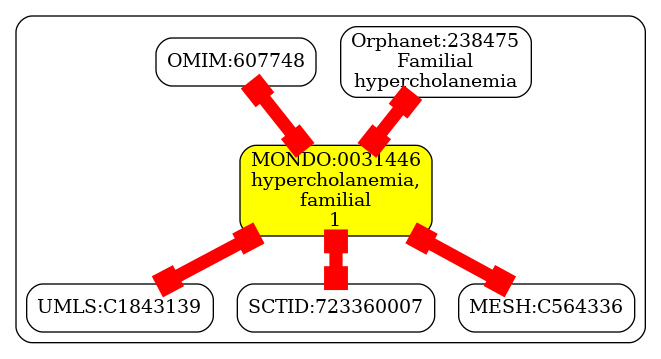 OMIM:607748
Orphanet:238475
Familial
hypercholanemia
MONDO:0031446
hypercholanemia,
familial
1
UMLS:C1843139
SCTID:723360007
MESH:C564336